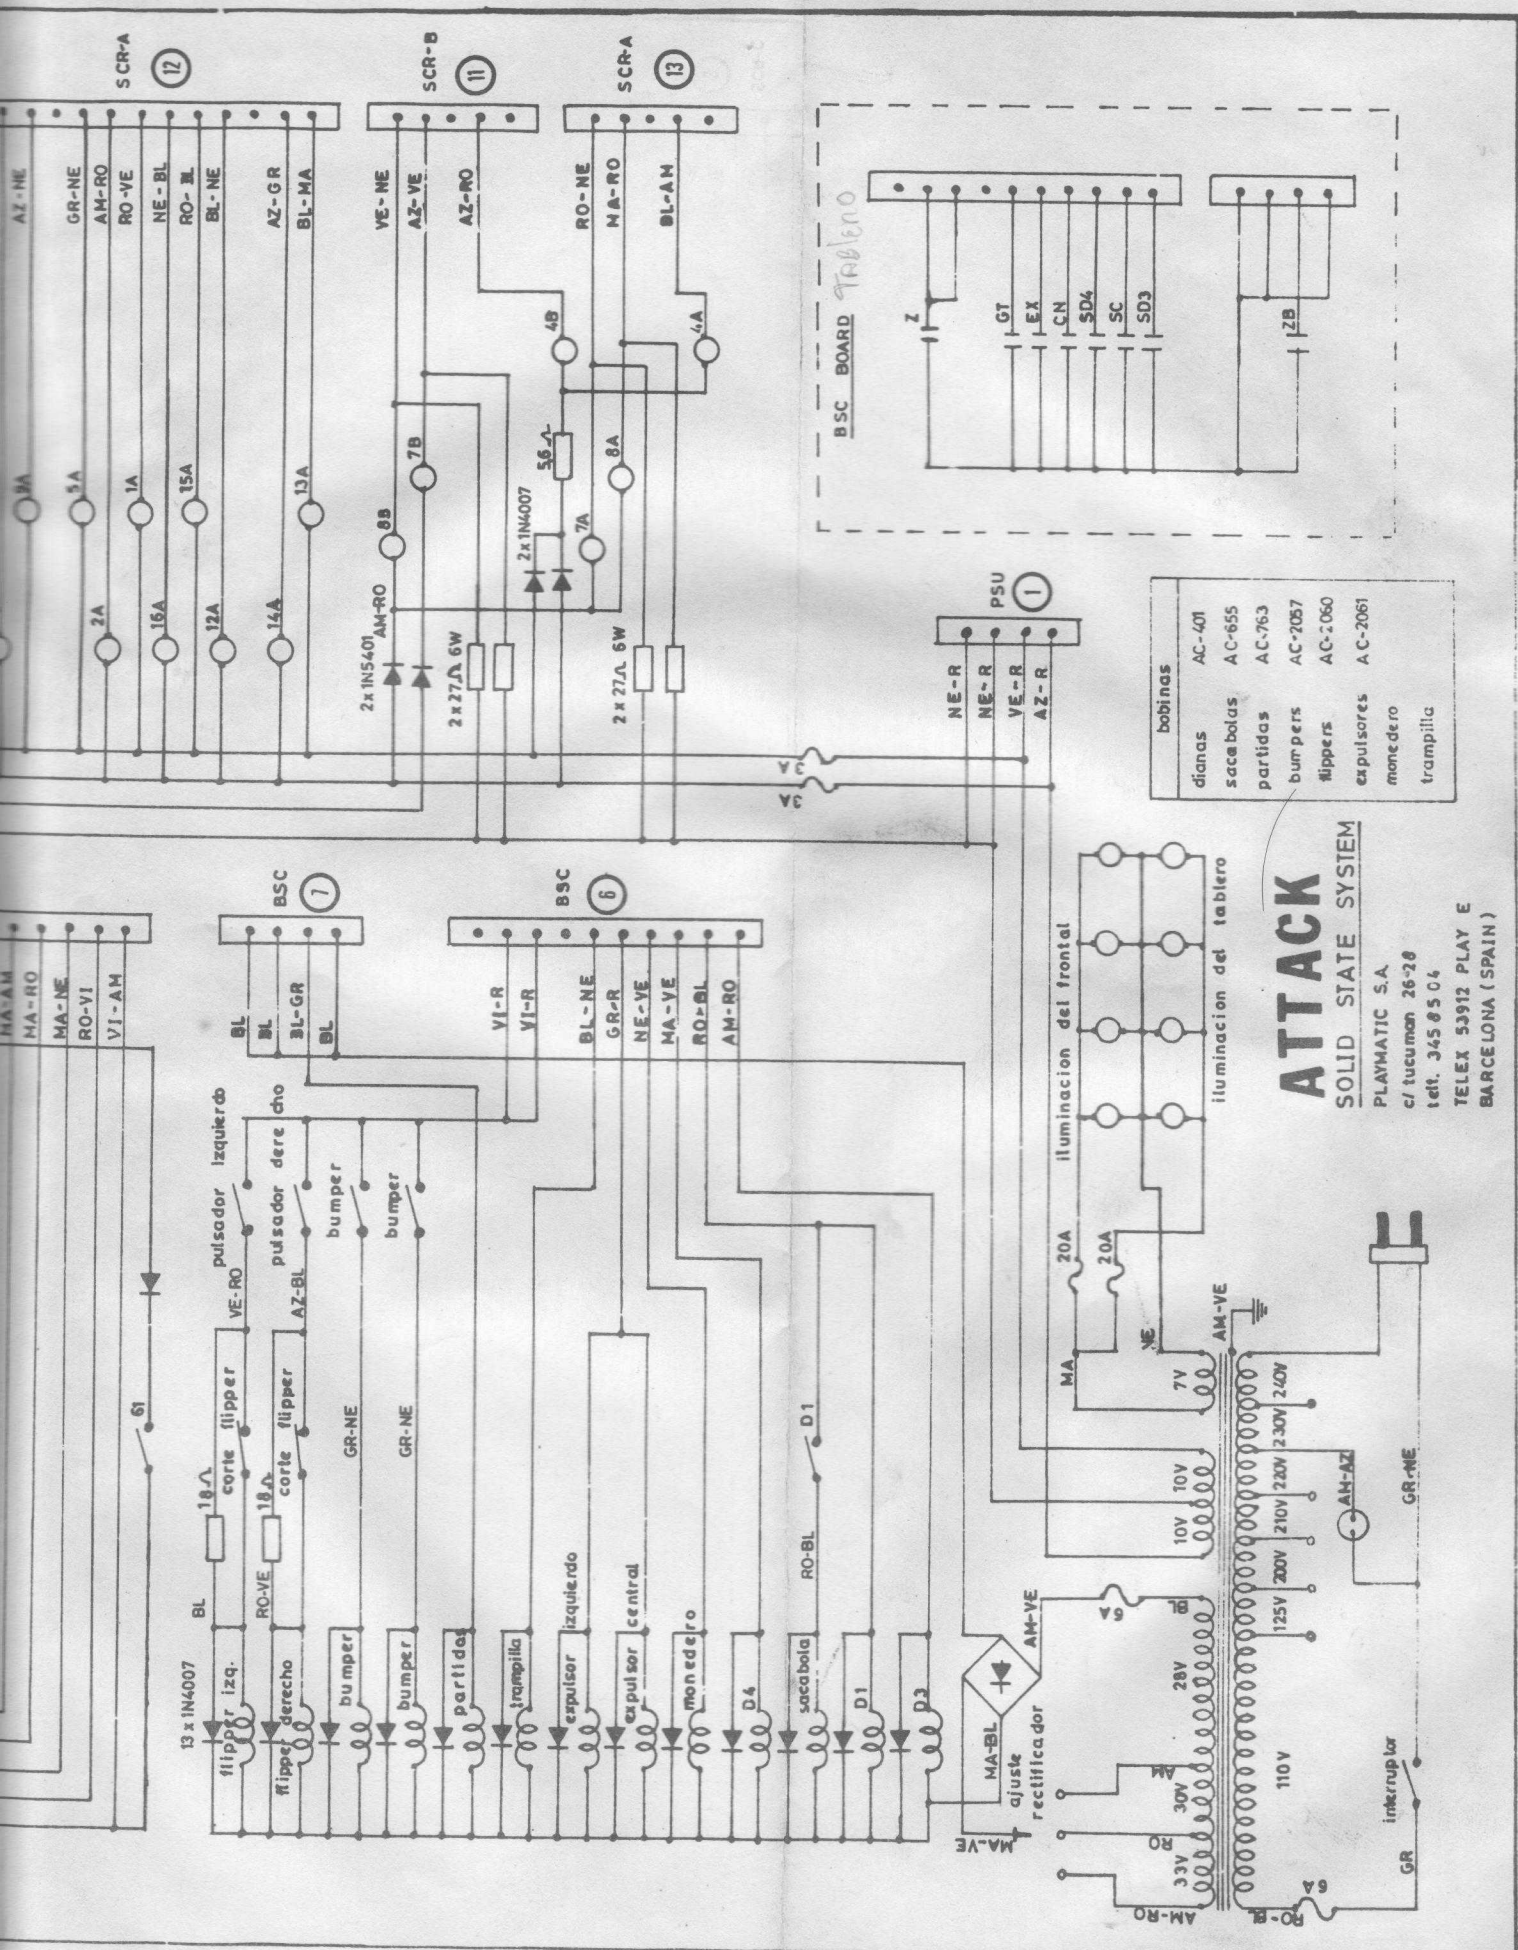 SCR-A
12
AZ-NE
GR-NE
AM-RO
RO-VE
NE-BL
RO-BL
BL-NE
AZ-GR
BL-MA
9A
5A
2A
1A
16A
15A
12A
14A
13A
SCR-B
11
VE-NE
AZ-VE
AZ-RO
8B
7B
4B
AM-RO
2x1N5401
2x27Ω 6W
5,6Ω
2x1N4007
SCR-A
13
RO-NE
MA-RO
BL-AM
7A
8A
4A
2x27Ω 6W
3A
3A
BSC BOARD
TABLERO
Z
GT
EX
CN
SD4
SC
SD3
ZB
PSU
1
NE-R
NE-R
VE-R
AZ-R
bobinas
dianas AC-401
sacabolas AC-655
partidas AC-763
bumpers AC-2057
flippers AC-2060
expulsores AC-2061
monedero
trampilla
MA-AM
MA-RO
MA-NE
RO-VI
VI-AM
61
BSC
7
BL
BL
BL-GR
BL
BSC
6
VI-R
VI-R
BL-NE
GR-R
NE-VE
MA-VE
RO-BL
AM-RO
pulsador izquierdo
pulsador derecho
bumper
bumper
VE-RO
AZ-BL
corte flipper
corte flipper
18Ω
18Ω
GR-NE
GR-NE
BL
RO-VE
13x1N4007
flipper izq.
flipper derecho
bumper
bumper
partidas
trampilla
expulsor izquierdo
expulsor central
monedero
D4
sacabola
D1
D3
D1
RO-BL
MA-BL
AM-VE
ajuste
rectificador
MA-VE
6A
BL
AM
RO
AM-RO
28V
30V
33V
10V
10V
7V
MA
NE
20A
20A
AM-VE
iluminacion del frontal
iluminacion del tablero
240V
230V
220V
210V
200V
125V
110V
AM-AZ
GR-NE
interruptor
GR
6A
RO-BL
ATTACK
SOLID STATE SYSTEM
PLAYMATIC S.A.
c/ tucuman 26-28
telf. 345 85 04
TELEX 53912 PLAY E
BARCELONA (SPAIN)